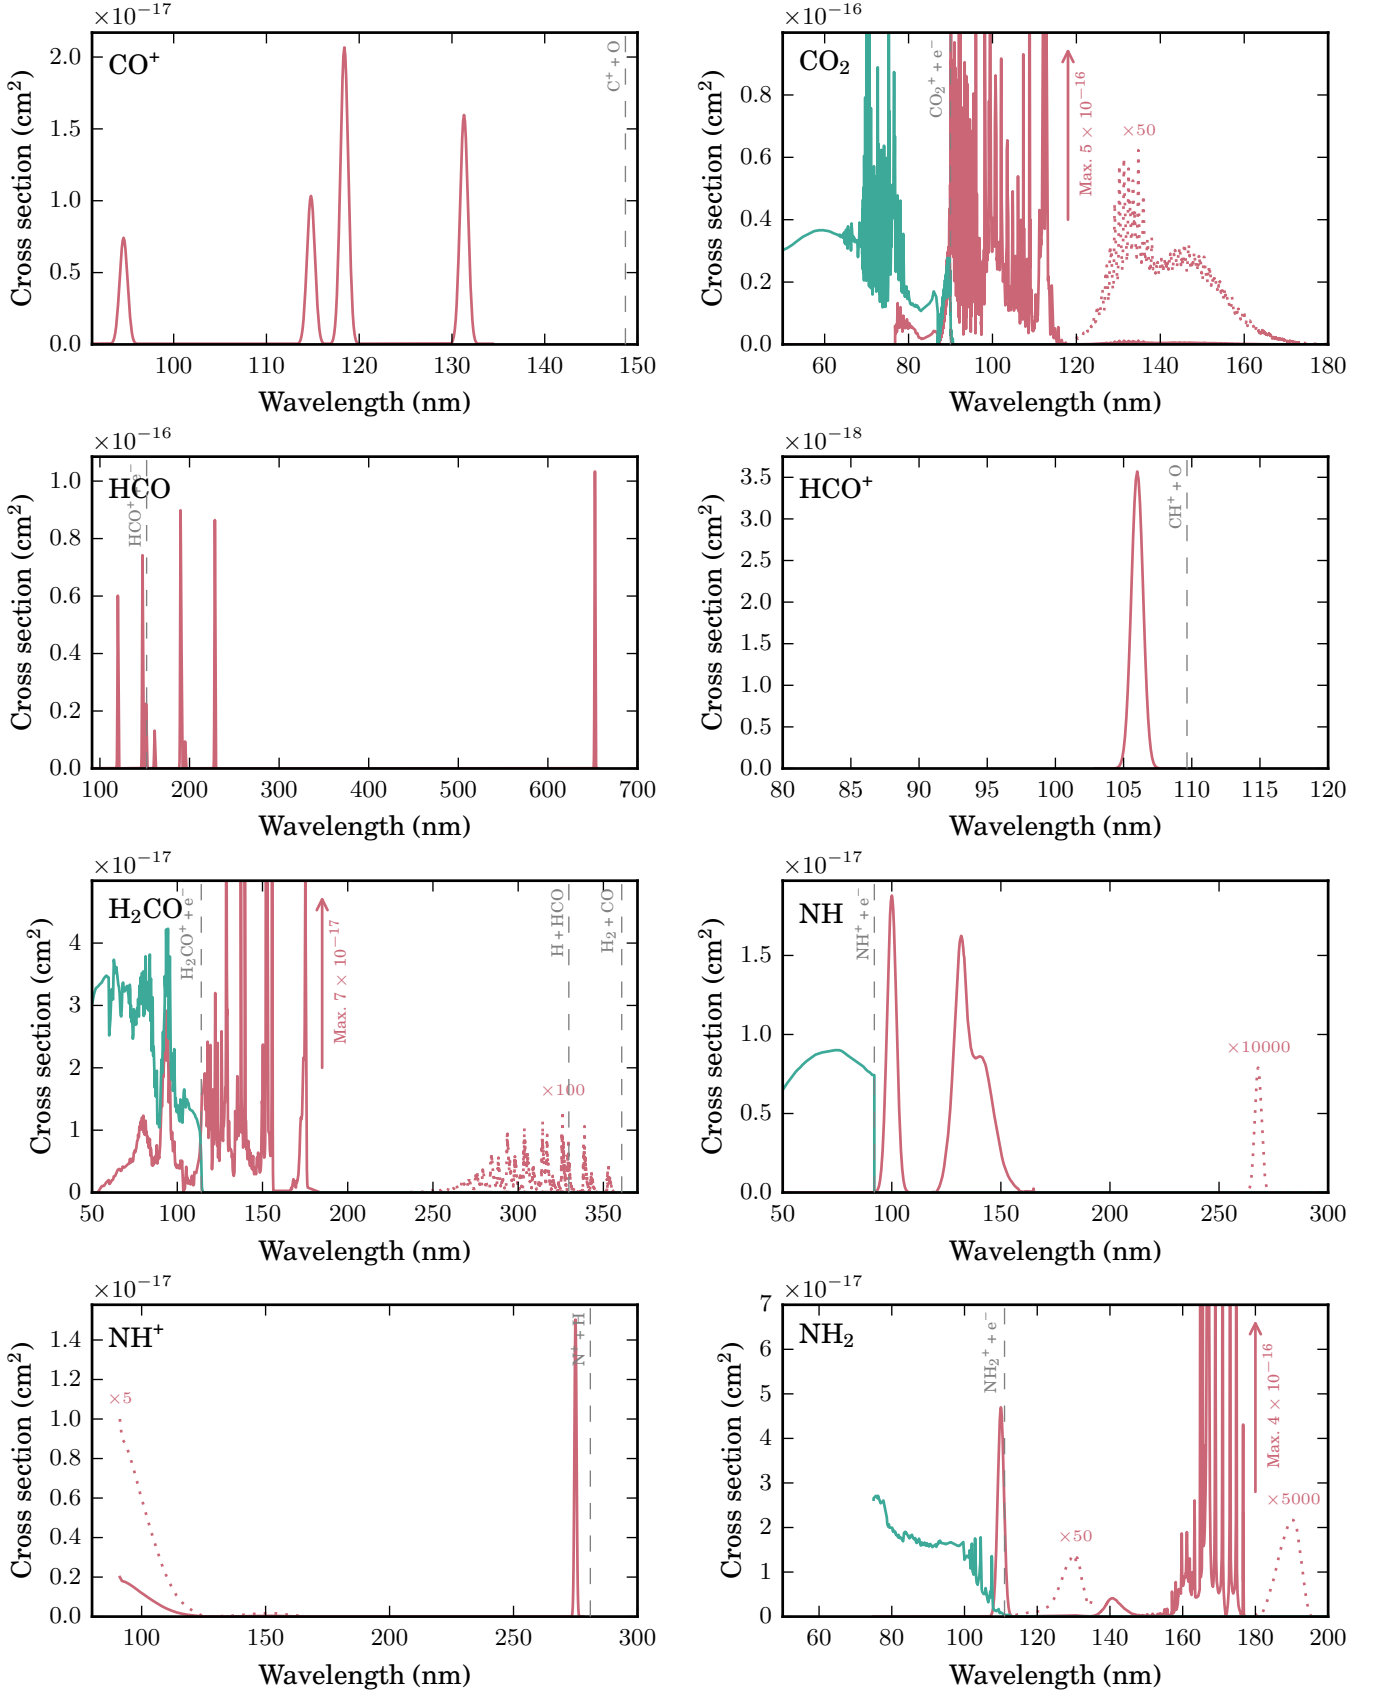 ×10⁻¹⁷
CO⁺
C⁺ + O
Cross section (cm²)
2.0
1.5
1.0
0.5
0.0
100 110 120 130 140 150
Wavelength (nm)
×10⁻¹⁶
CO₂
CO₂⁺ + e⁻
Max. 5 × 10⁻¹⁶
×50
Cross section (cm²)
0.8
0.6
0.4
0.2
0.0
60 80 100 120 140 160 180
Wavelength (nm)
×10⁻¹⁶
HCO
HCO⁺ + e⁻
Cross section (cm²)
1.0
0.8
0.6
0.4
0.2
0.0
100 200 300 400 500 600 700
Wavelength (nm)
×10⁻¹⁸
HCO⁺
CH⁺ + O
Cross section (cm²)
3.5
3.0
2.5
2.0
1.5
1.0
0.5
0.0
80 85 90 95 100 105 110 115 120
Wavelength (nm)
×10⁻¹⁷
H₂CO
H₂CO⁺ + e⁻
Max. 7 × 10⁻¹⁷
H + HCO
H₂ + CO
×100
Cross section (cm²)
4
3
2
1
0
50 100 150 200 250 300 350
Wavelength (nm)
×10⁻¹⁷
NH
NH⁺ + e⁻
×10000
Cross section (cm²)
1.5
1.0
0.5
0.0
50 100 150 200 250 300
Wavelength (nm)
×10⁻¹⁷
NH⁺
N⁺ + H
×5
Cross section (cm²)
1.4
1.2
1.0
0.8
0.6
0.4
0.2
0.0
100 150 200 250 300
Wavelength (nm)
×10⁻¹⁷
NH₂
NH₂⁺ + e⁻
Max. 4 × 10⁻¹⁶
×50
×5000
Cross section (cm²)
7
6
5
4
3
2
1
0
60 80 100 120 140 160 180 200
Wavelength (nm)